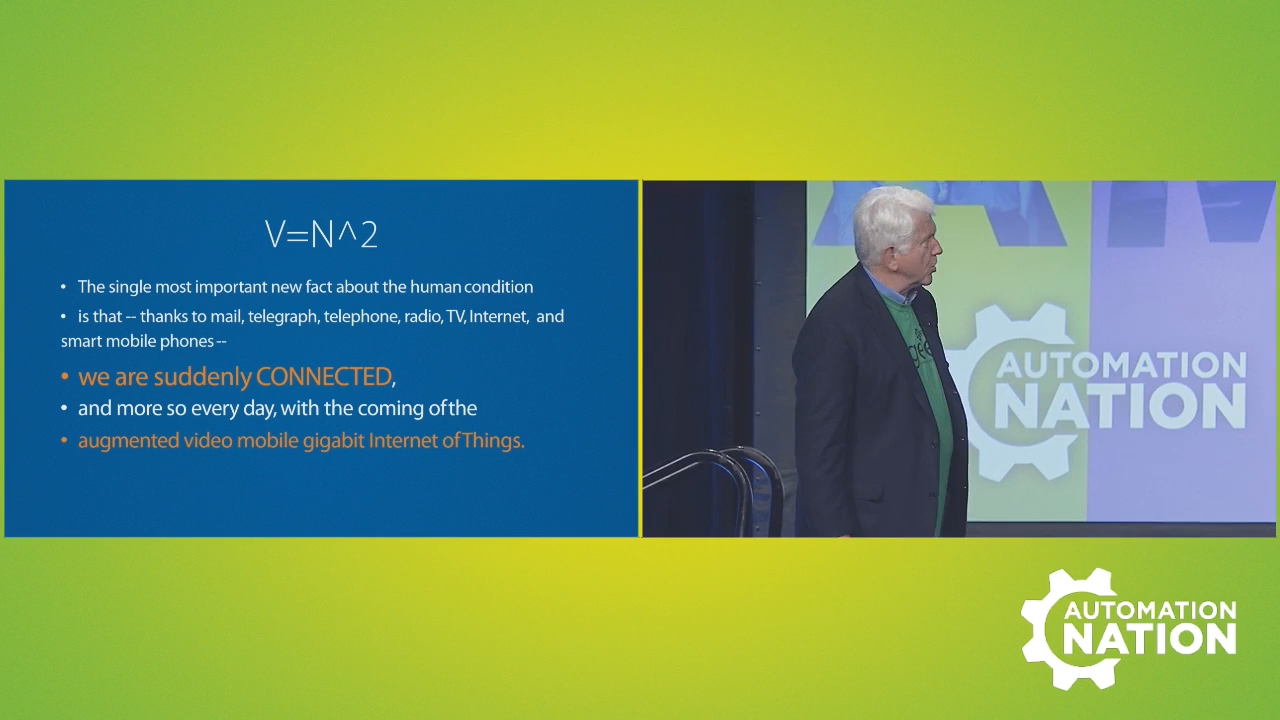 V=N^2
• The single most important new fact about the human condition
• is that -- thanks to mail, telegraph, telephone, radio, TV, Internet, and
smart mobile phones --
• we are suddenly CONNECTED,
• and more so every day, with the coming of the
• augmented video mobile gigabit Internet of Things.
AUTOMATION
NATION
AUTOMATION
NATION